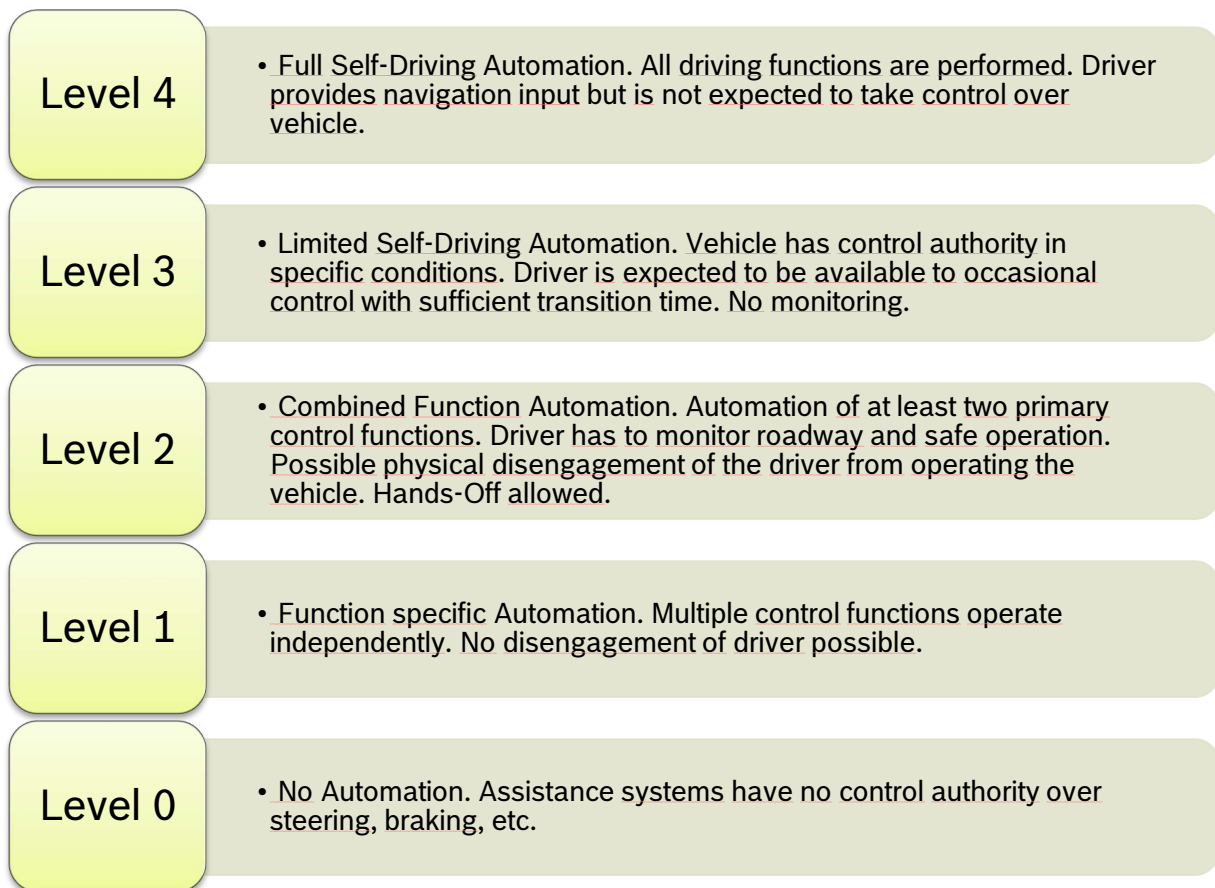 Level 4
• Full Self-Driving Automation. All driving functions are performed. Driver
provides navigation input but is not expected to take control over
vehicle.
Level 3
• Limited Self-Driving Automation. Vehicle has control authority in
specific conditions. Driver is expected to be available to occasional
control with sufficient transition time. No monitoring.
Level 2
• Combined Function Automation. Automation of at least two primary
control functions. Driver has to monitor roadway and safe operation.
Possible physical disengagement of the driver from operating the
vehicle. Hands-Off allowed.
Level 1
• Function specific Automation. Multiple control functions operate
independently. No disengagement of driver possible.
Level 0
• No Automation. Assistance systems have no control authority over
steering, braking, etc.